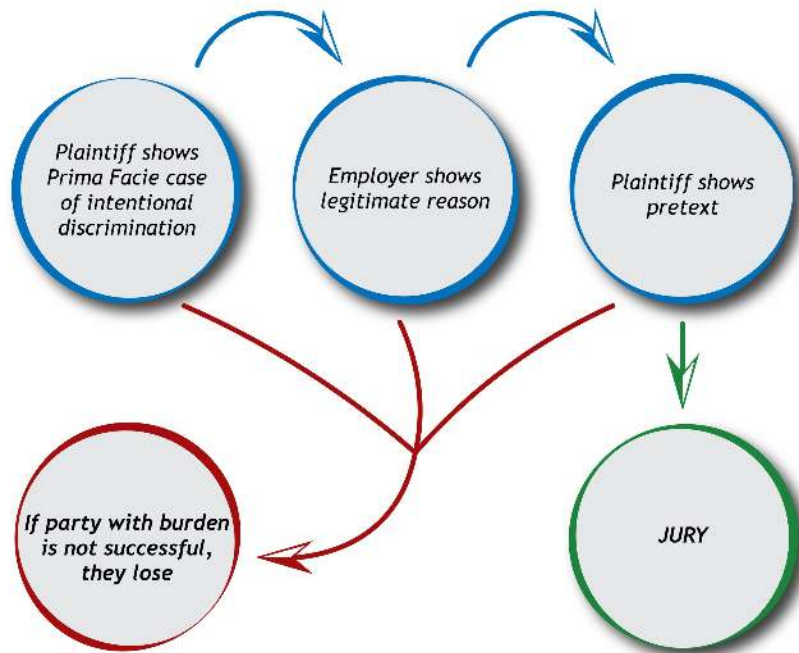 Plaintiff shows
Prima Facie case
of intentional
discrimination
Employer shows
legitimate reason
Plaintiff shows
pretext
If party with burden
is not successful,
they lose
JURY